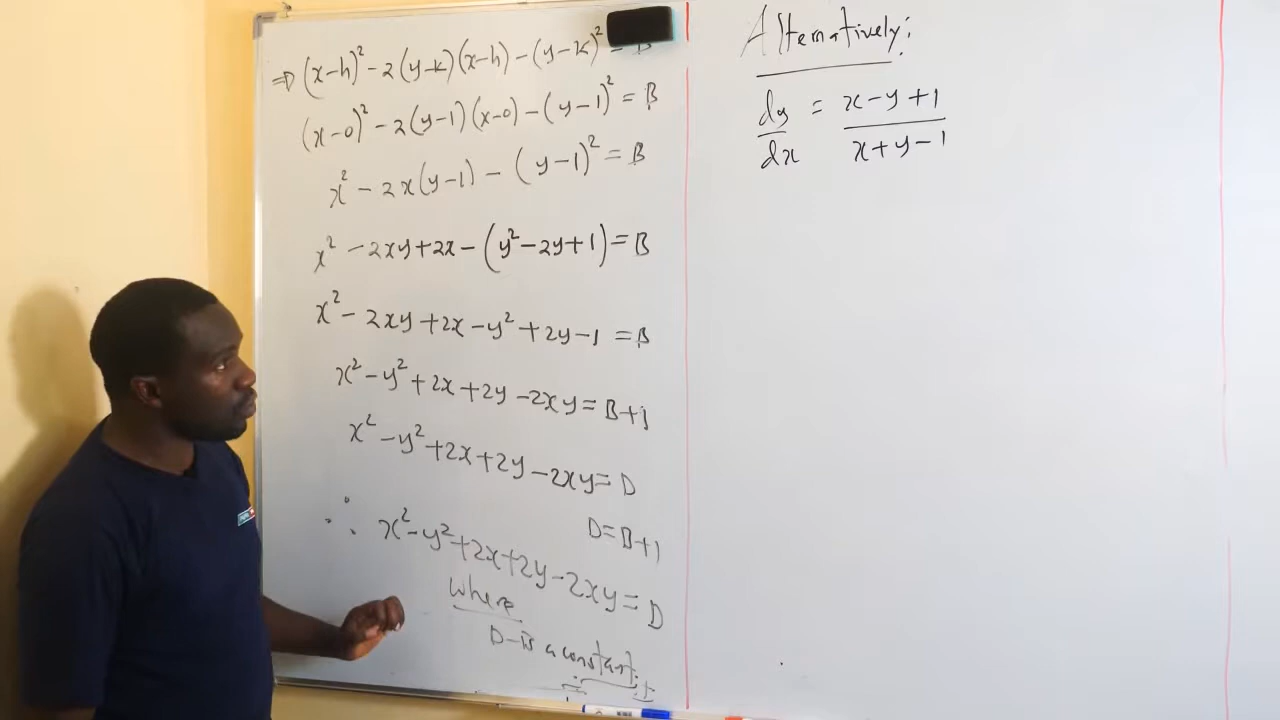 ⇒ (x-h)² - 2(y-k)(x-h) - (y-k)² = B
(x-0)² - 2(y-1)(x-0) - (y-1)² = B
x² - 2x(y-1) - (y-1)² = B
x² - 2xy + 2x - (y² - 2y + 1) = B
x² - 2xy + 2x - y² + 2y - 1 = B
x² - y² + 2x + 2y - 2xy = B+1
x² - y² + 2x + 2y - 2xy = D
D = B+1
∴ x² - y² + 2x + 2y - 2xy = D
where
D - is a constant.
Alternatively:
dy/dx = (x - y + 1)/(x + y - 1)